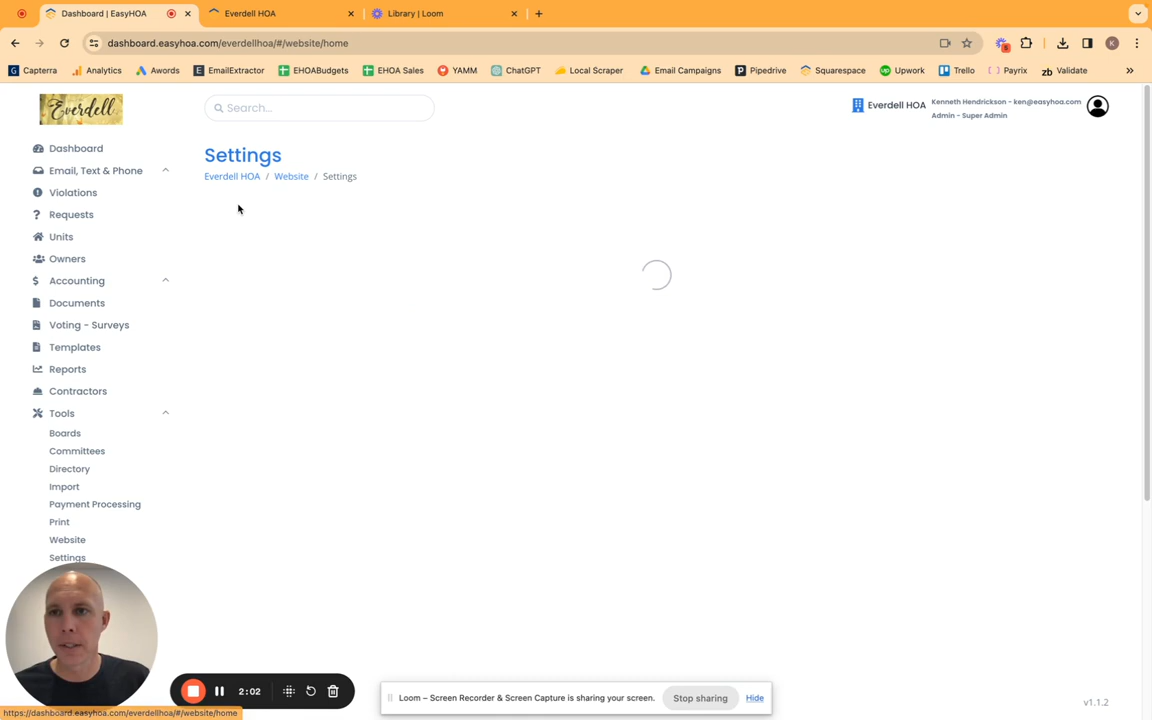 Dashboard | EasyHOA
Everdell HOA
Library | Loom
dashboard.easyhoa.com/everdellhoa/#/website/home
5
K
Capterra
Analytics
Awords
E EmailExtractor
EHOABudgets
EHOA Sales
YAMM
ChatGPT
Local Scraper
Email Campaigns
Pipedrive
Squarespace
up Upwork
Trello
Payrix
zb Validate
Everdell
Search...
Everdell HOA
Kenneth Hendrickson - ken@easyhoa.com
Admin - Super Admin
Settings
Everdell HOA / Website / Settings
Dashboard
Email, Text & Phone
Violations
Requests
Units
Owners
Accounting
Documents
Voting - Surveys
Templates
Reports
Contractors
Tools
Boards
Committees
Directory
Import
Payment Processing
Print
Website
Settings
2:02
Loom – Screen Recorder & Screen Capture is sharing your screen.
Stop sharing
Hide
v1.1.2
https://dashboard.easyhoa.com/everdellhoa/#/website/home